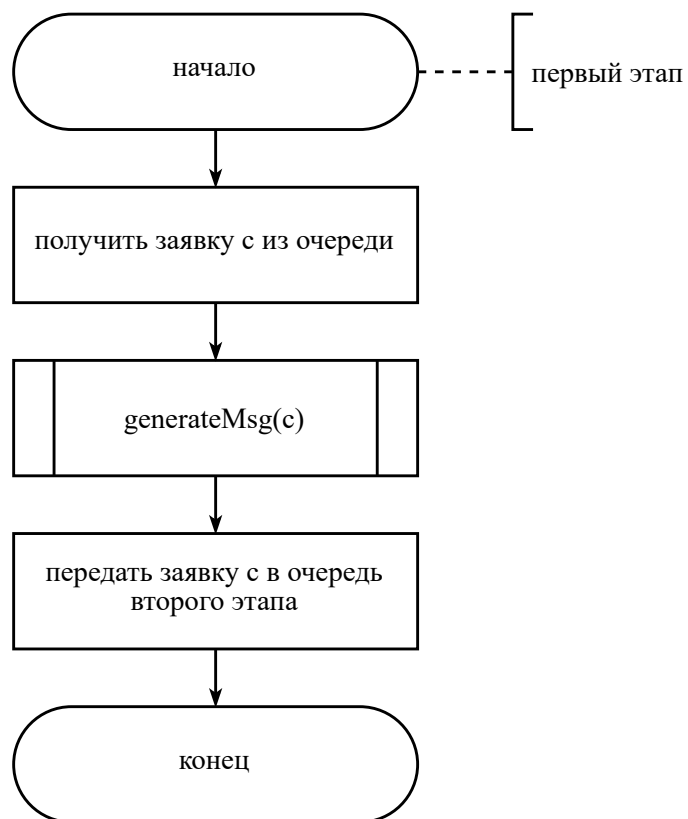 начало
первый этап
получить заявку с из очереди
generateMsg(c)
передать заявку с в очередь
второго этапа
конец